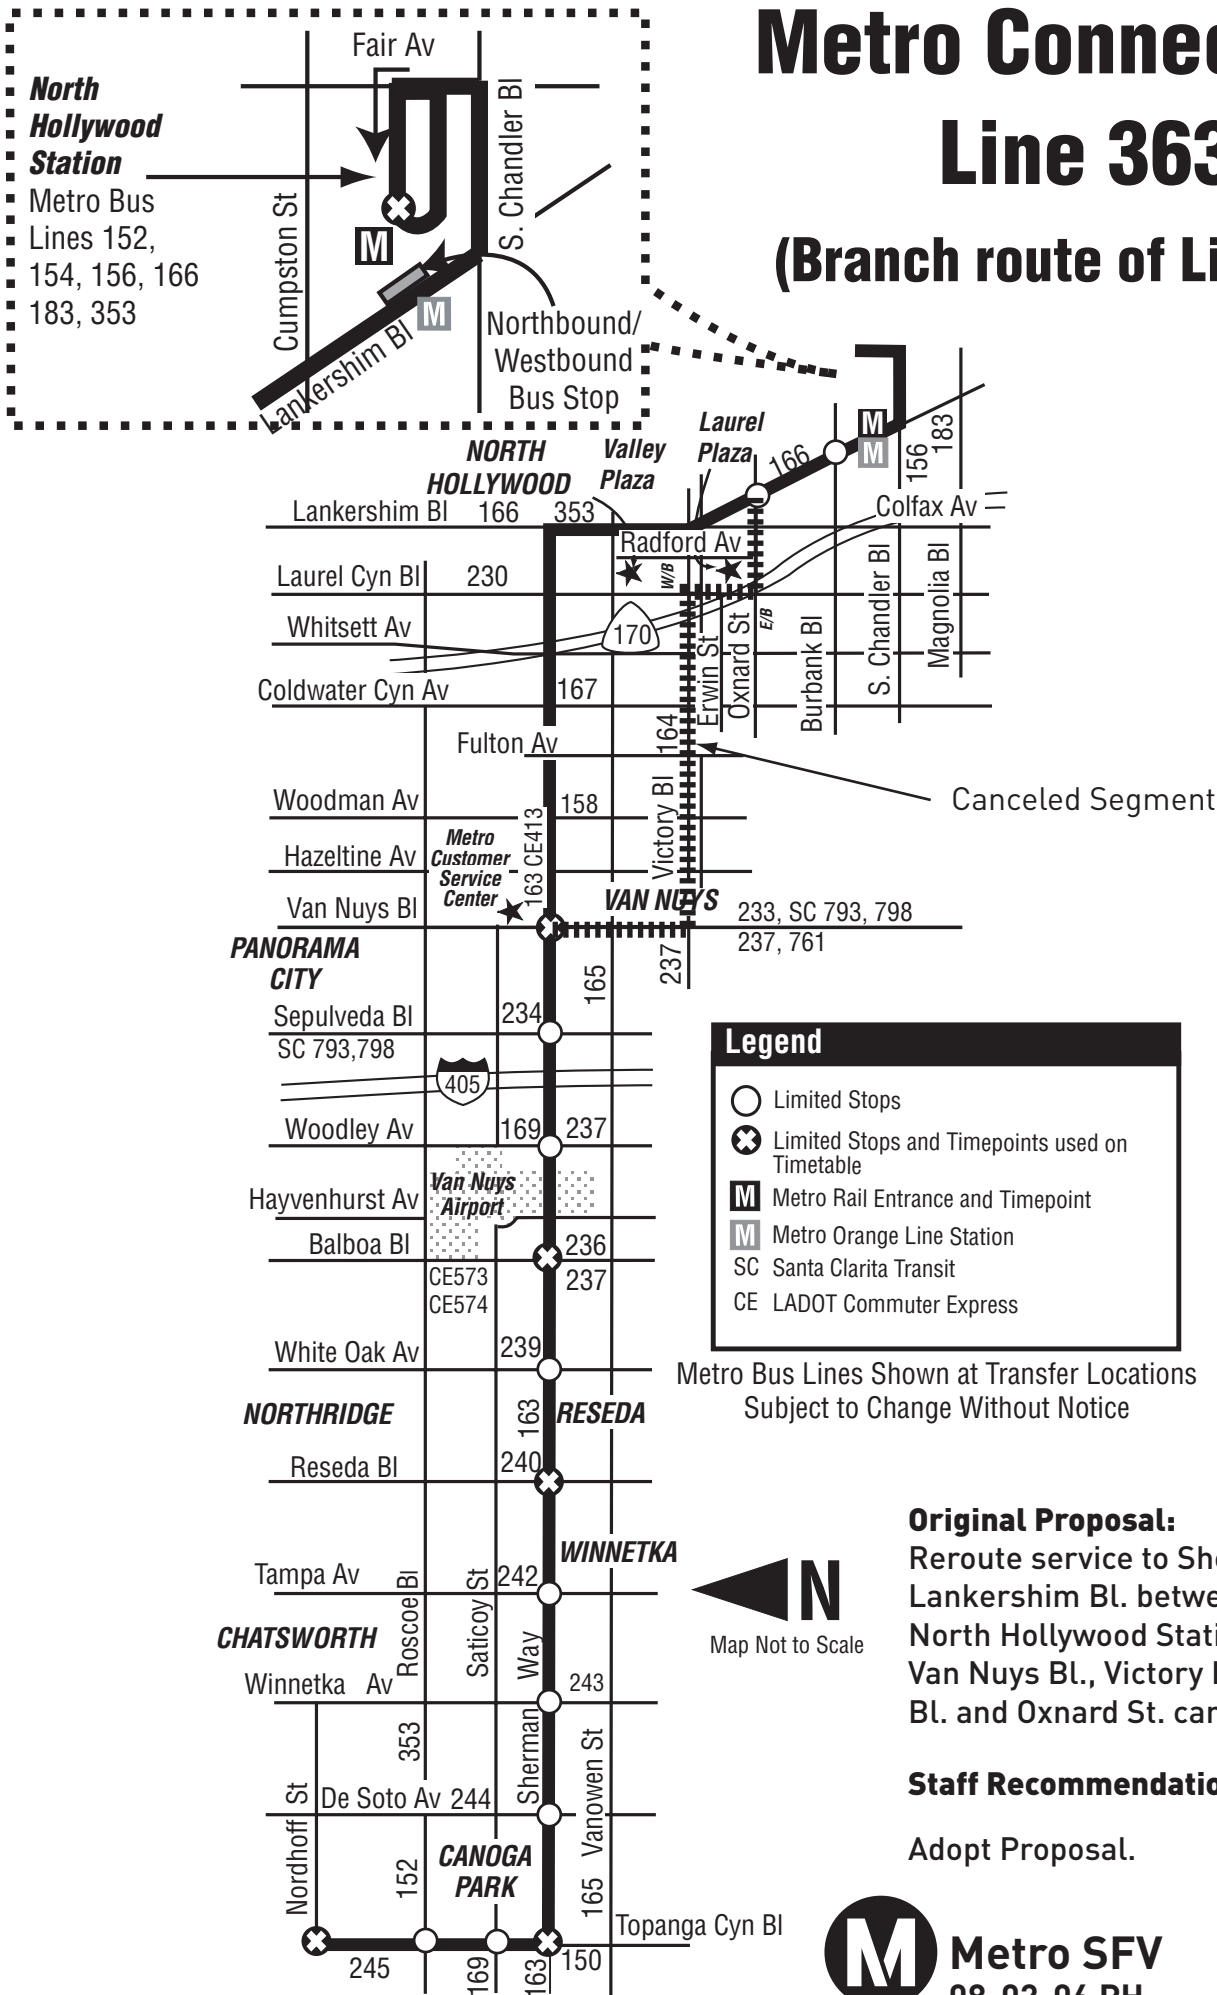 Metro Connec
Line 363
(Branch route of Li
Fair Av
North
Hollywood
Station
Metro Bus
Lines 152,
154, 156, 166
183, 353
Cumpston St
S. Chandler Bl
M
M
Lankershim Bl
Northbound/
Westbound
Bus Stop
NORTH
HOLLYWOOD
Valley
Plaza
Laurel
Plaza
166
M
M
156
183
Lankershim Bl 166 353
Colfax Av
Radford Av
Laurel Cyn Bl 230
W/B
E/B
Whitsett Av
170
Erwin St
Oxnard St
Burbank Bl
S. Chandler Bl
Magnolia Bl
Coldwater Cyn Av 167
Fulton Av
164
Victory Bl
Canceled Segment
Woodman Av 158
163 CE413
Hazeltine Av
Metro
Customer
Service
Center
Van Nuys Bl
VAN NUYS
233, SC 793, 798
237, 761
PANORAMA
CITY
165
237
Sepulveda Bl 234
SC 793,798
405
Woodley Av 169 237
Van Nuys
Airport
Hayvenhurst Av
Balboa Bl 236
237
CE573
CE574
White Oak Av 239
NORTHRIDGE
163
RESEDA
Reseda Bl 240
WINNETKA
Tampa Av 242
Roscoe Bl
Saticoy St
Sherman Way
CHATSWORTH
Winnetka Av 243
353
Vanowen St
Nordhoff St
De Soto Av 244
152
CANOGA
PARK
165
Topanga Cyn Bl
245
169
163
150
Legend
Limited Stops
Limited Stops and Timepoints used on
Timetable
M Metro Rail Entrance and Timepoint
M Metro Orange Line Station
SC Santa Clarita Transit
CE LADOT Commuter Express
Metro Bus Lines Shown at Transfer Locations
Subject to Change Without Notice
N
Map Not to Scale
Original Proposal:
Reroute service to She
Lankershim Bl. betwe
North Hollywood Stati
Van Nuys Bl., Victory
Bl. and Oxnard St. can
Staff Recommendatio
Adopt Proposal.
M
Metro SFV
08-02-06 PH